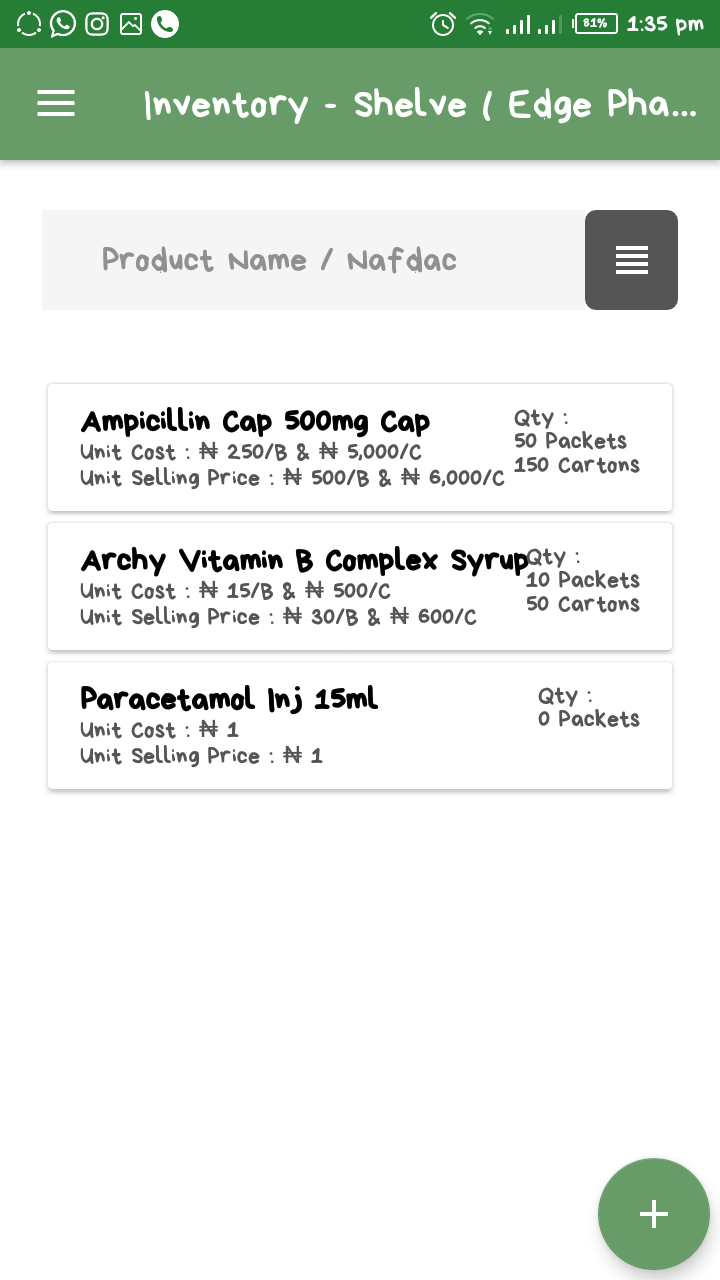 81% 1:35 pm
Inventory - Shelve ( Edge Pha...
Product Name / Nafdac
Ampicillin Cap 500mg Cap
Unit Cost : ₦ 250/B & ₦ 5,000/C
Unit Selling Price : ₦ 500/B & ₦ 6,000/C
Qty :
50 Packets
150 Cartons
Archy Vitamin B Complex Syrup
Unit Cost : ₦ 15/B & ₦ 500/C
Unit Selling Price : ₦ 30/B & ₦ 600/C
Qty :
10 Packets
50 Cartons
Paracetamol Inj 15ml
Unit Cost : ₦ 1
Unit Selling Price : ₦ 1
Qty :
0 Packets